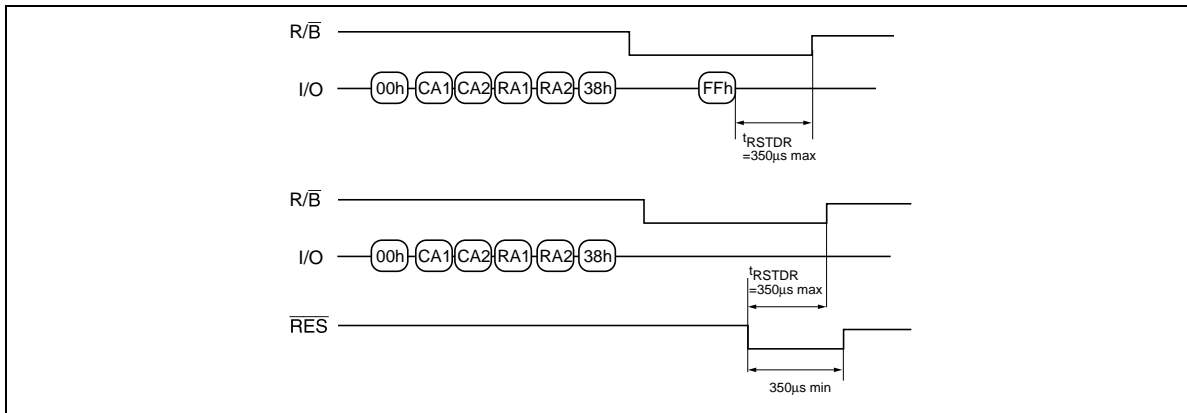 R/B̅
I/O 00h CA1 CA2 RA1 RA2 38h FFh
tRSTDR
=350µs max
R/B̅
I/O 00h CA1 CA2 RA1 RA2 38h
tRSTDR
=350µs max
R̅E̅S̅
350µs min